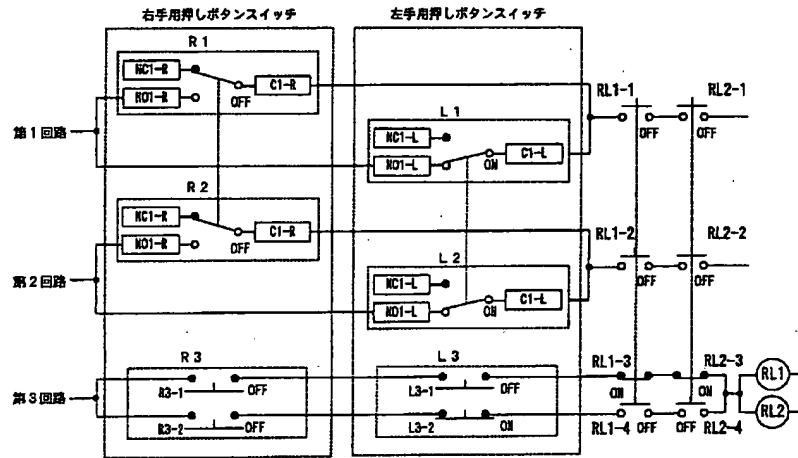 右手用押しボタンスイッチ
左手用押しボタンスイッチ
R1
NC1-R
NO1-R
OFF
C1-R
RL1-1
RL2-1
OFF
OFF
第1回路
L1
NC1-L
NO1-L
ON
C1-L
R2
NC1-R
NO1-R
OFF
C1-R
RL1-2
RL2-2
OFF
OFF
第2回路
L2
NC1-L
NO1-L
ON
C1-L
R3
L3
RL1-3
RL2-3
RL1
第3回路
R3-1
OFF
L3-1
OFF
ON
ON
RL2
R3-2
OFF
L3-2
ON
RL1-4
OFF
OFF
RL2-4